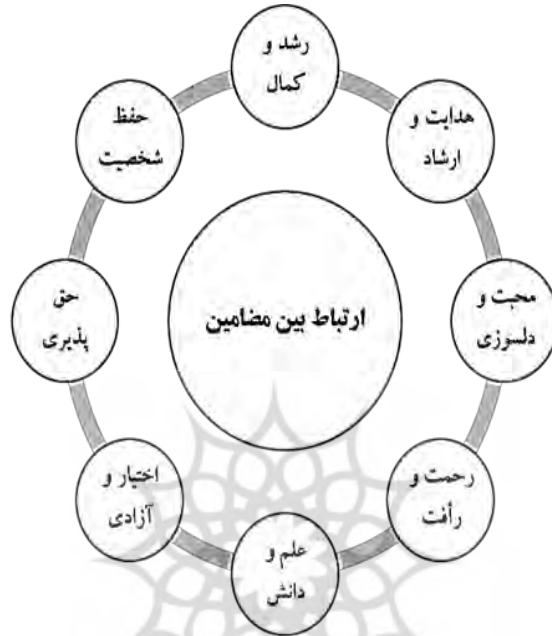 رشد و
کمال
هدایت و
ارشاد
محبت و
دلسوزی
رحمت و
رأفت
علم و
دانش
اختیار و
آزادی
حق
پذیری
حفظ
شخصیت
ارتباط بین مضامین